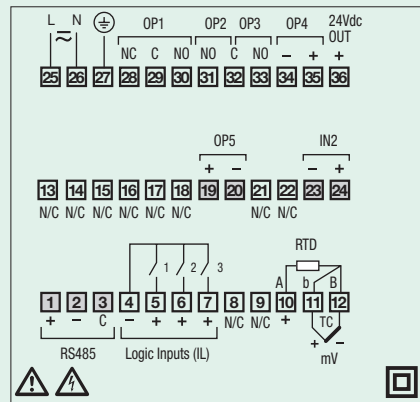 L N OP1 OP2 OP3 OP4 24Vdc OUT
NC C NO NO C NO − + +
25 26 27 28 29 30 31 32 33 34 35 36
OP5 IN2
+ − − +
13 14 15 16 17 18 19 20 21 22 23 24
N/C N/C N/C N/C N/C N/C N/C N/C
RTD
1 2 3
A b B
1 2 3 4 5 6 7 8 9 10 11 12
+ − C − + + + N/C N/C + TC
+ −
RS485 Logic Inputs (IL) mV